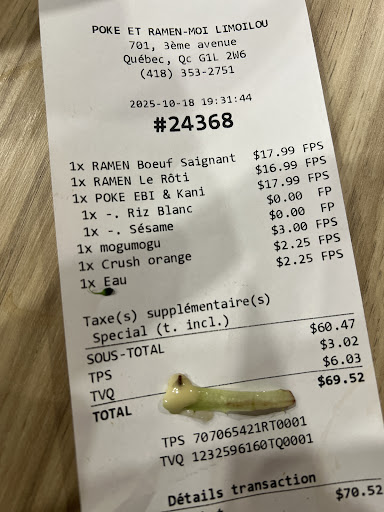 POKE ET RAMEN-MOI LIMOILOU
701, 3ème avenue
Québec, Qc G1L 2W6
(418) 353-2751
2025-10-18 19:31:44
#24368
1x RAMEN Boeuf Saignant $17.99 FPS
1x RAMEN Le Rôti $16.99 FPS
1x POKE EBI & Kani $17.99 FPS
1x -. Riz Blanc $0.00 FP
1x -. Sésame $0.00 FP
1x mogumogu $3.00 FPS
1x Crush orange $2.25 FPS
1x Eau $2.25 FPS
Taxe(s) supplémentaire(s)
Special (t. incl.)
SOUS-TOTAL $60.47
TPS $3.02
TVQ $6.03
TOTAL $69.52
TPS 707065421RT0001
TVQ 1232596160TQ0001
Détails transaction
$70.52